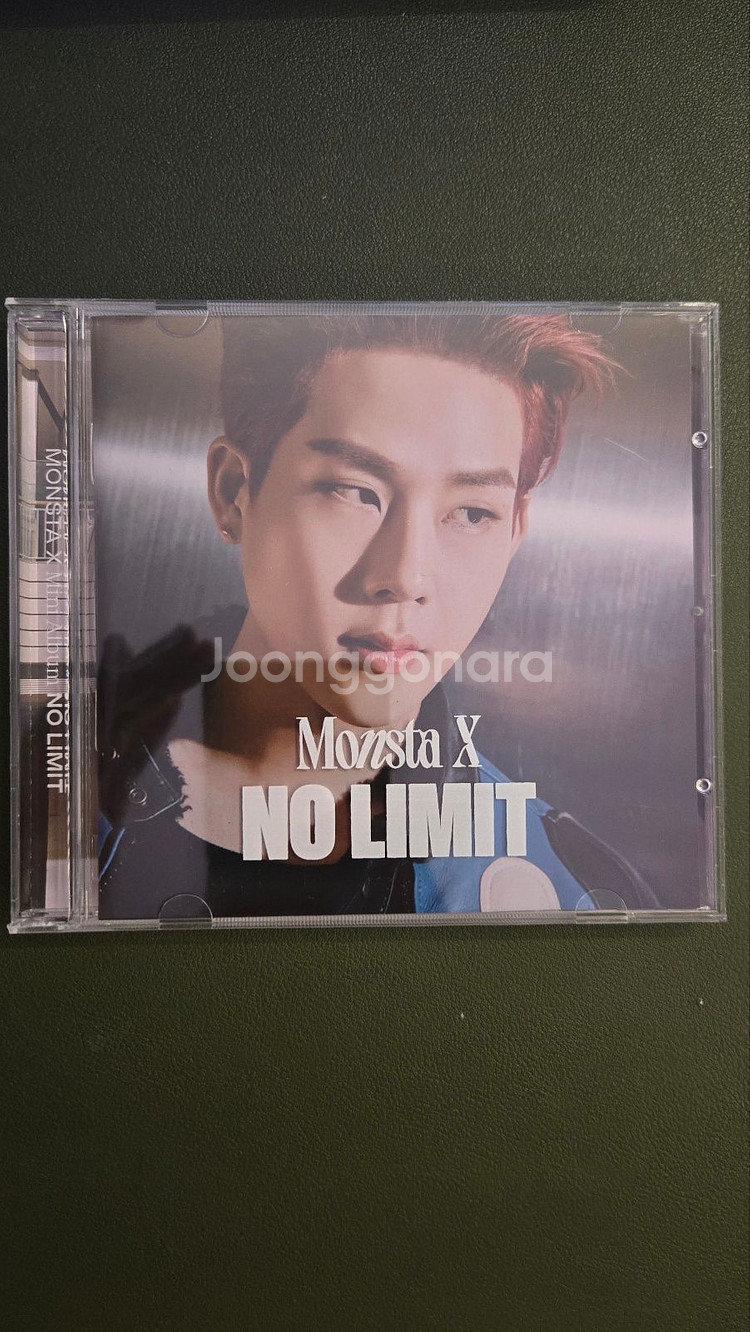 MONSTA X Mini Album NO LIMIT
Joonggonara
Monsta X
NO LIMIT